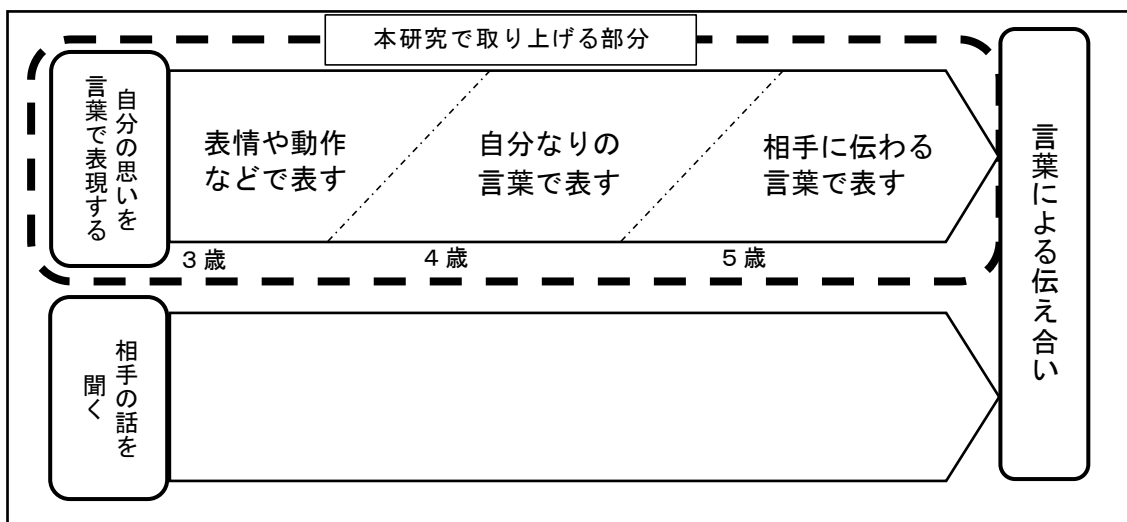 本研究で取り上げる部分
自分の思いを
言葉で表現する
表情や動作
などで表す
自分なりの
言葉で表す
相手に伝わる
言葉で表す
３歳
４歳
５歳
相手の話を
聞く
言葉による伝え合い